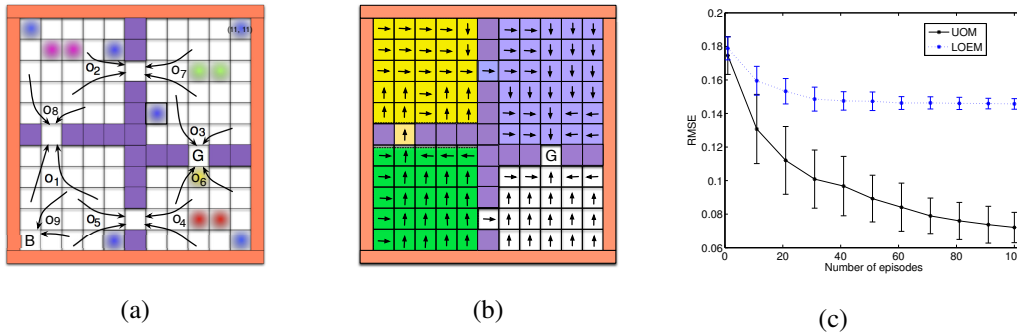 (11, 11)
O2
O7
O8
O3
G
O1
O6
O9
O5
O4
B
(a)
G
(b)
0.2
0.18
0.16
0.14
0.12
0.1
0.08
0.06
RMSE
UOM
LOEM
0 20 40 60 80 100
Number of episodes
(c)